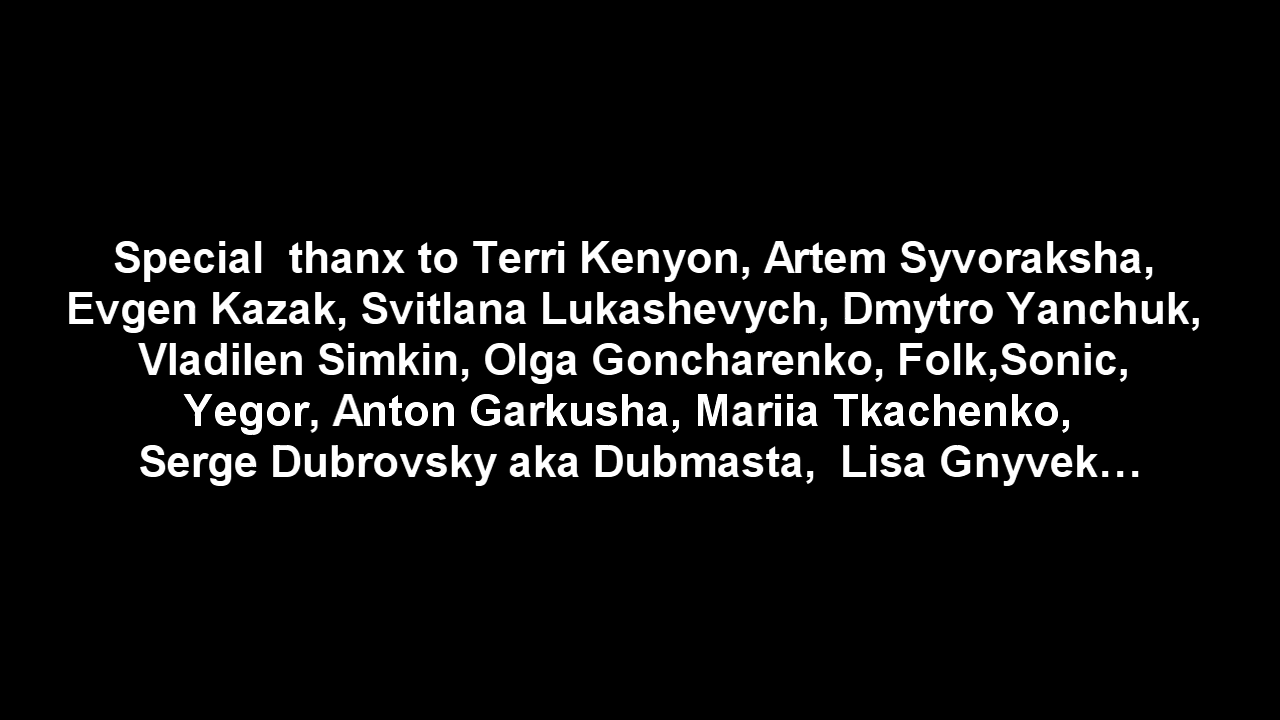 Special  thanx to Terri Kenyon, Artem Syvoraksha,
Evgen Kazak, Svitlana Lukashevych, Dmytro Yanchuk,
Vladilen Simkin, Olga Goncharenko, Folk,Sonic,
Yegor, Anton Garkusha, Mariia Tkachenko,
Serge Dubrovsky aka Dubmasta,  Lisa Gnyvek…